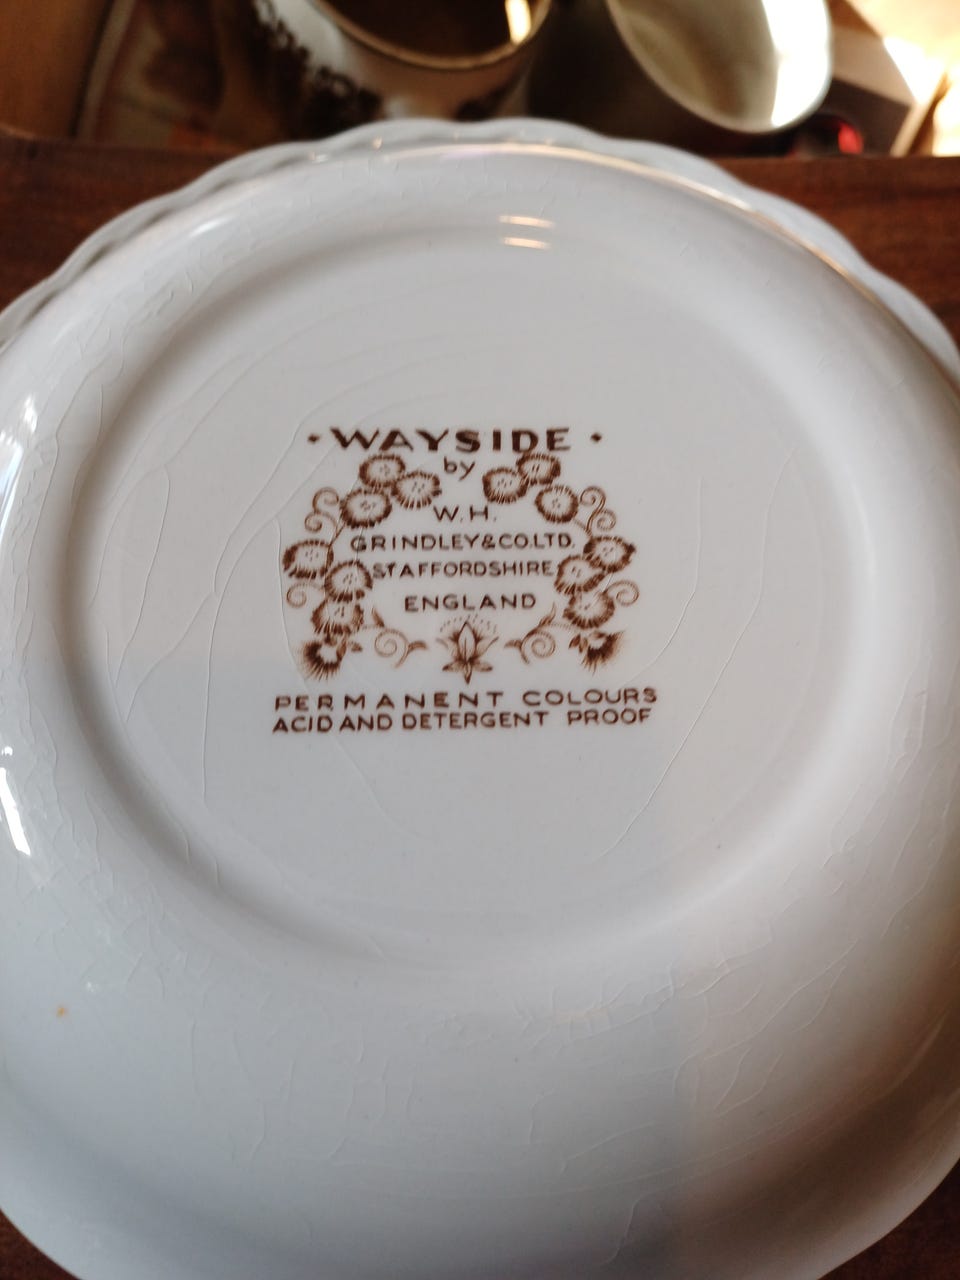 • WAYSIDE •
by
W.H.
GRINDLEY & CO. LTD.
STAFFORDSHIRE
ENGLAND
PERMANENT COLOURS
ACID AND DETERGENT PROOF